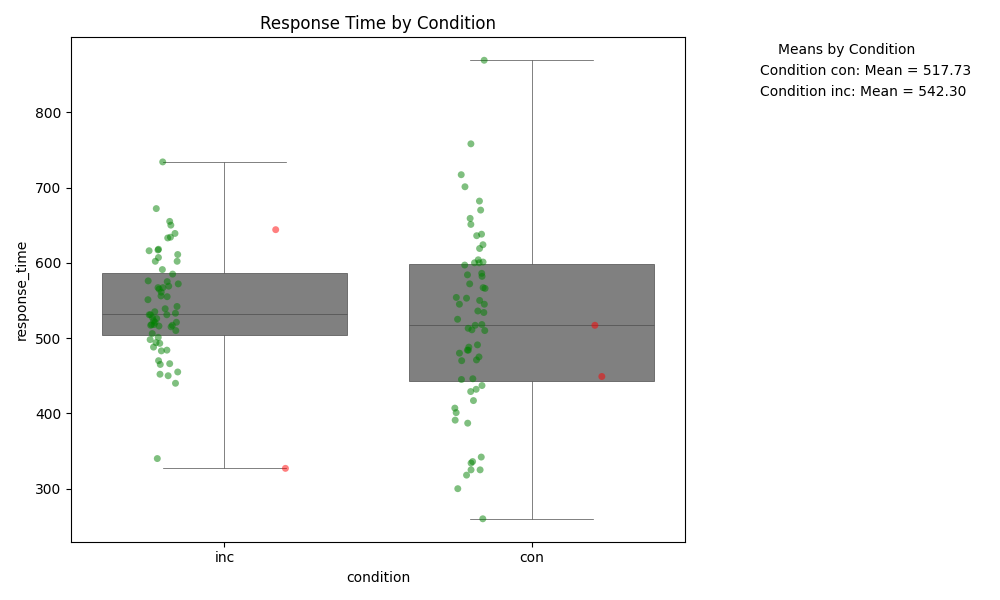 Response Time by Condition
Means by Condition
Condition con: Mean = 517.73
Condition inc: Mean = 542.30
response_time
800
700
600
500
400
300
inc con
condition